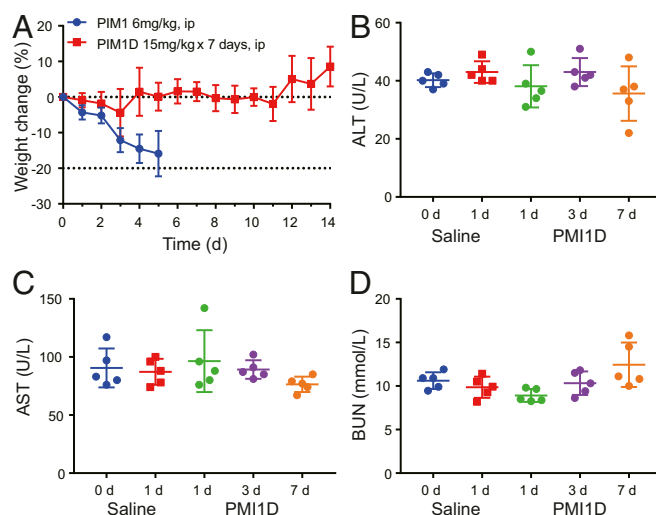 A
PIM1 6mg/kg, ip
PIM1D 15mg/kg x 7 days, ip
Weight change (%)
30
20
10
0
-10
-20
-30
0 2 4 6 8 10 12 14
Time (d)
B
ALT (U/L)
60
40
20
0
0 d 1 d 1 d 3 d 7 d
Saline PMI1D
C
AST (U/L)
150
100
50
0
0 d 1 d 1 d 3 d 7 d
Saline PMI1D
D
BUN (mmol/L)
20
15
10
5
0
0 d 1 d 1 d 3 d 7 d
Saline PMI1D